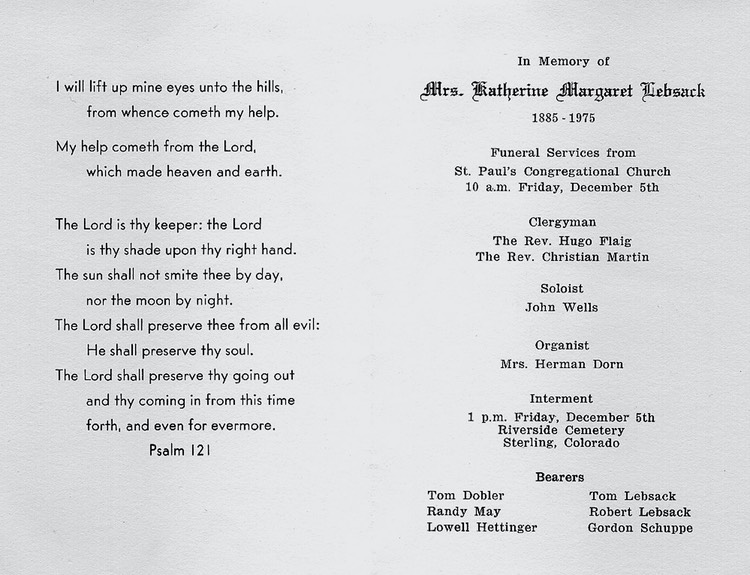 I will lift up mine eyes unto the hills,
from whence cometh my help.
My help cometh from the Lord,
which made heaven and earth.
The Lord is thy keeper: the Lord
is thy shade upon thy right hand.
The sun shall not smite thee by day,
nor the moon by night.
The Lord shall preserve thee from all evil:
He shall preserve thy soul.
The Lord shall preserve thy going out
and thy coming in from this time
forth, and even for evermore.
Psalm 121
In Memory of
Mrs. Katherine Margaret Lebsack
1885 - 1975
Funeral Services from
St. Paul's Congregational Church
10 a.m. Friday, December 5th
Clergyman
The Rev. Hugo Flaig
The Rev. Christian Martin
Soloist
John Wells
Organist
Mrs. Herman Dorn
Interment
1 p.m. Friday, December 5th
Riverside Cemetery
Sterling, Colorado
Bearers
Tom Dobler Tom Lebsack
Randy May Robert Lebsack
Lowell Hettinger Gordon Schuppe